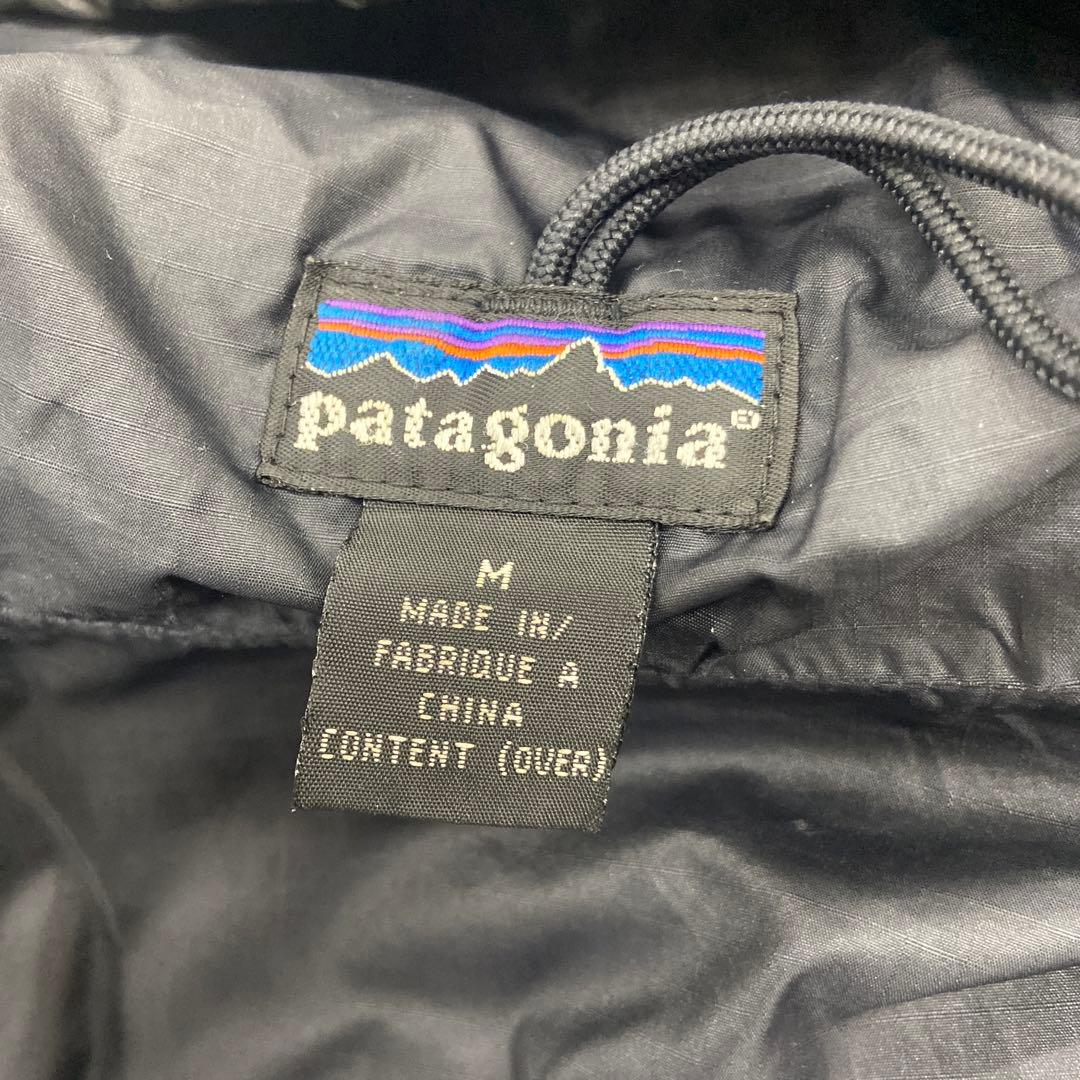 patagonia®
M
MADE IN/
FABRIQUE A
CHINA
CONTENT (OVER)